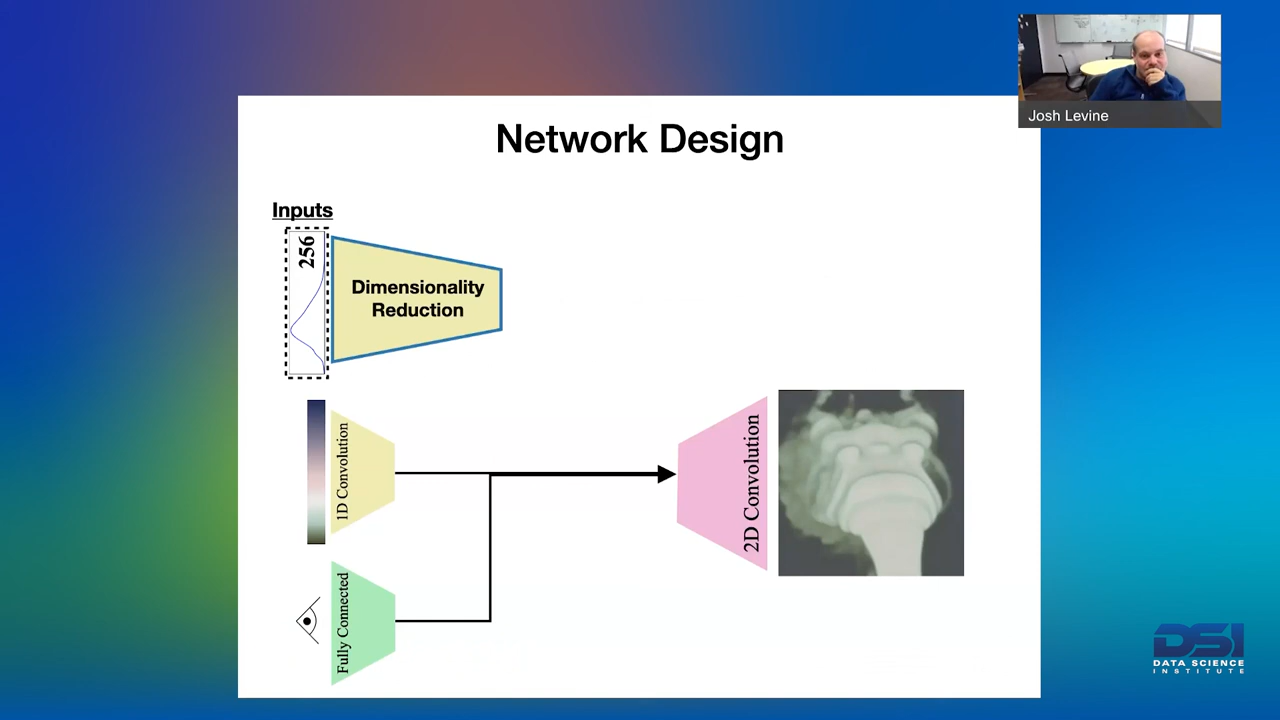 Josh Levine
Network Design
Inputs
256
Dimensionality
Reduction
1D Convolution
2D Convolution
Fully Connected
DSI
DATA SCIENCE
INSTITUTE